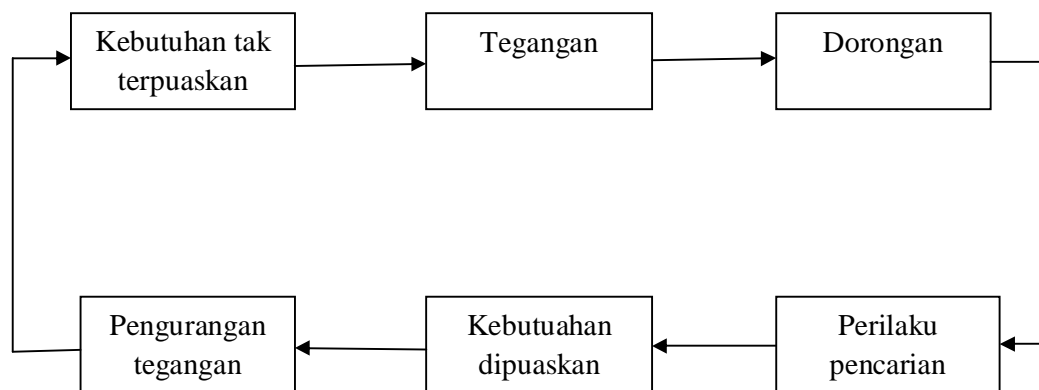 Kebutuhan tak
terpuaskan
Tegangan
Dorongan
Perilaku
pencarian
Kebutuahan
dipuaskan
Pengurangan
tegangan